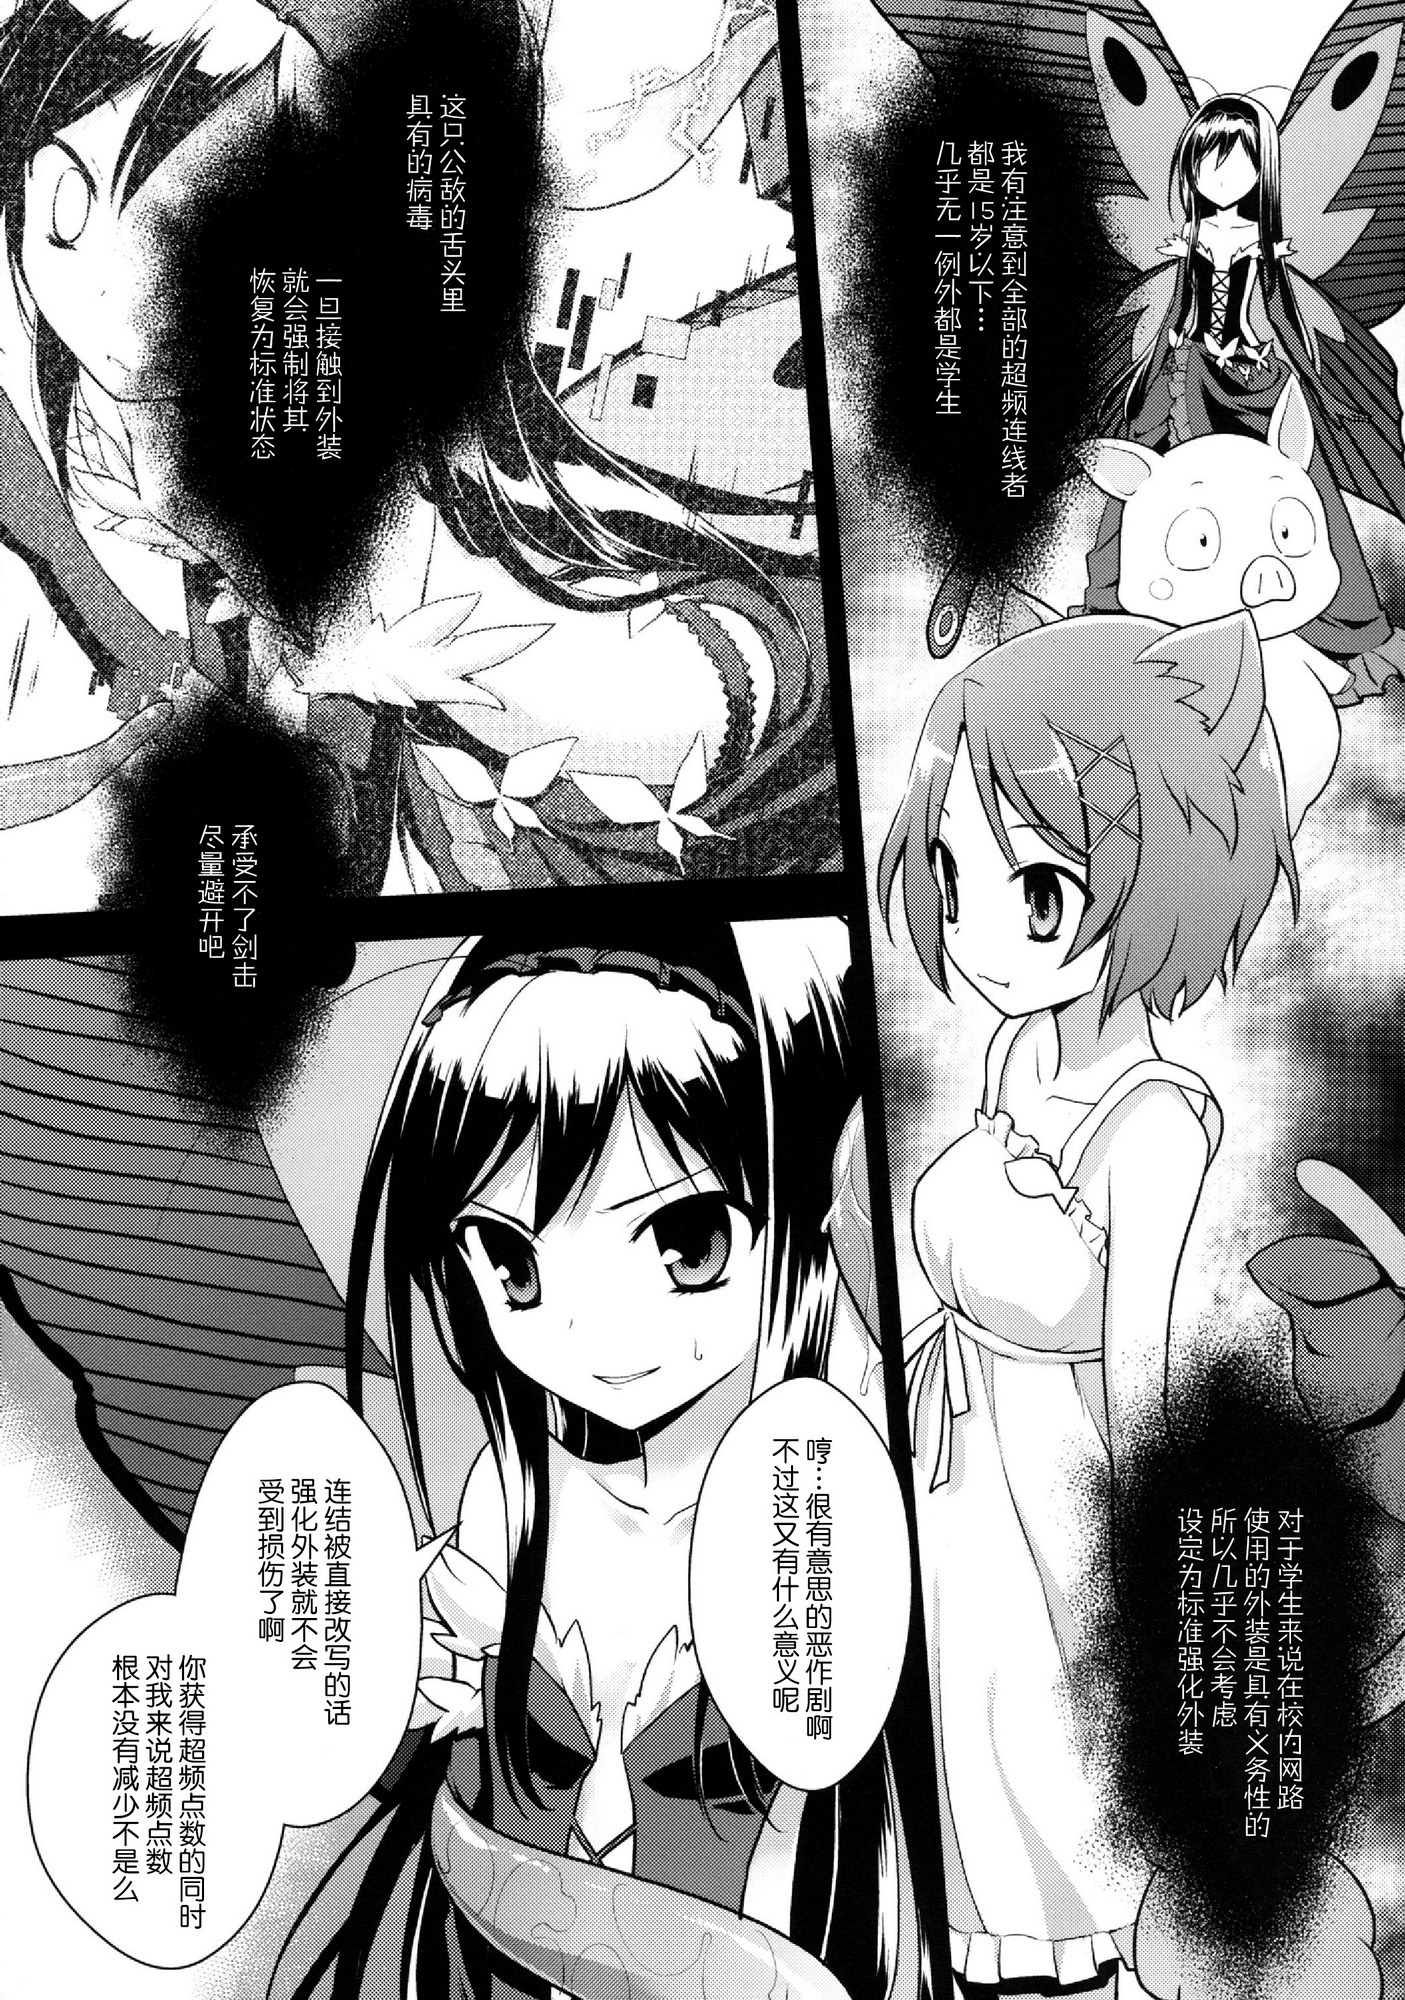 我有注意到全部的超频连线者
都是15岁以下…
几乎无一例外都是学生
对于学生来说在校内网路
使用的外装是具有义务性的
所以几乎不会考虑
设定为标准强化外装
这只公敌的舌头里
具有的病毒
一旦接触到外装
就会强制将其
恢复为标准状态
承受不了剑击
尽量避开吧
哼…很有意思的恶作剧啊
不过这又有什么意义呢
连结被直接改写的话
强化外装就不会
受到损伤了啊
你获得超频点数的同时
对我来说超频点数
根本没有减少不是么